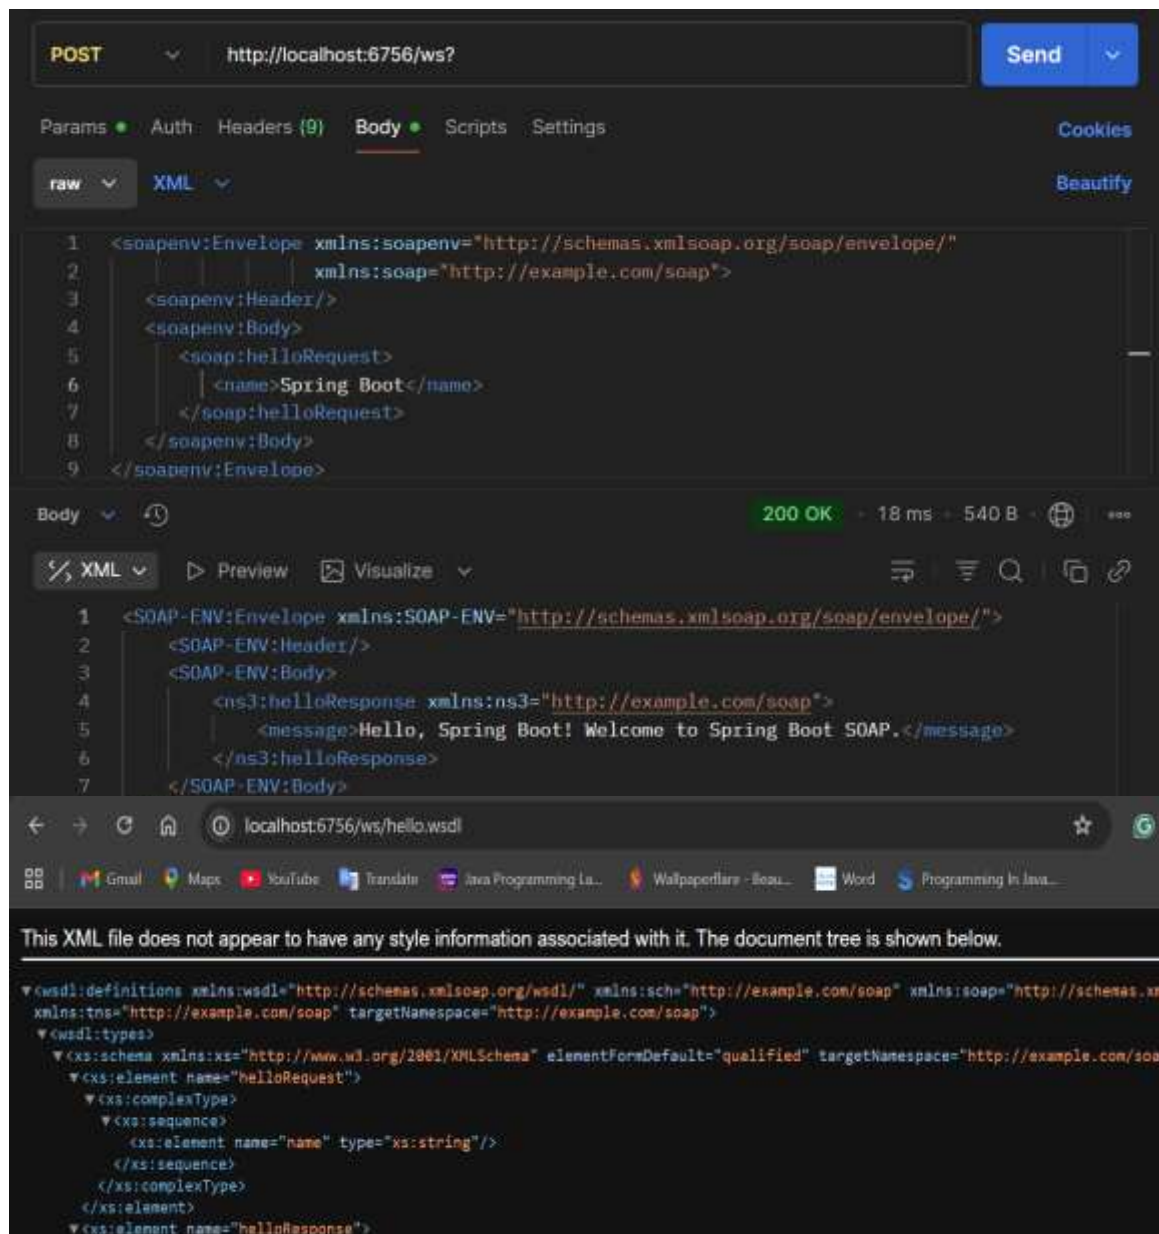 POST http://localhost:6756/ws? Send
Params Auth Headers (9) Body Scripts Settings Cookies
raw XML Beautify
1 <soapenv:Envelope xmlns:soapenv="http://schemas.xmlsoap.org/soap/envelope/"
2 xmlns:soap="http://example.com/soap">
3 <soapenv:Header/>
4 <soapenv:Body>
5 <soap:helloRequest>
6 <name>Spring Boot</name>
7 </soap:helloRequest>
8 </soapenv:Body>
9 </soapenv:Envelope>
Body 200 OK 18 ms 540 B
XML Preview Visualize
1 <SOAP-ENV:Envelope xmlns:SOAP-ENV="http://schemas.xmlsoap.org/soap/envelope/">
2 <SOAP-ENV:Header/>
3 <SOAP-ENV:Body>
4 <ns3:helloResponse xmlns:ns3="http://example.com/soap">
5 <message>Hello, Spring Boot! Welcome to Spring Boot SOAP.</message>
6 </ns3:helloResponse>
7 </SOAP-ENV:Body>
localhost:6756/ws/hello.wsdl
Gmail Maps YouTube Translate Java Programming La... Wallpaperflare - Beau... Word Programming In Java...
This XML file does not appear to have any style information associated with it. The document tree is shown below.
▼<wsdl:definitions xmlns:wsdl="http://schemas.xmlsoap.org/wsdl/" xmlns:sch="http://example.com/soap" xmlns:soap="http://schemas.xm
xmlns:tns="http://example.com/soap" targetNamespace="http://example.com/soap">
▼<wsdl:types>
▼<xs:schema xmlns:xs="http://www.w3.org/2001/XMLSchema" elementFormDefault="qualified" targetNamespace="http://example.com/soa
▼<xs:element name="helloRequest">
▼<xs:complexType>
▼<xs:sequence>
<xs:element name="name" type="xs:string"/>
</xs:sequence>
</xs:complexType>
</xs:element>
▼<xs:element name="helloResponse">